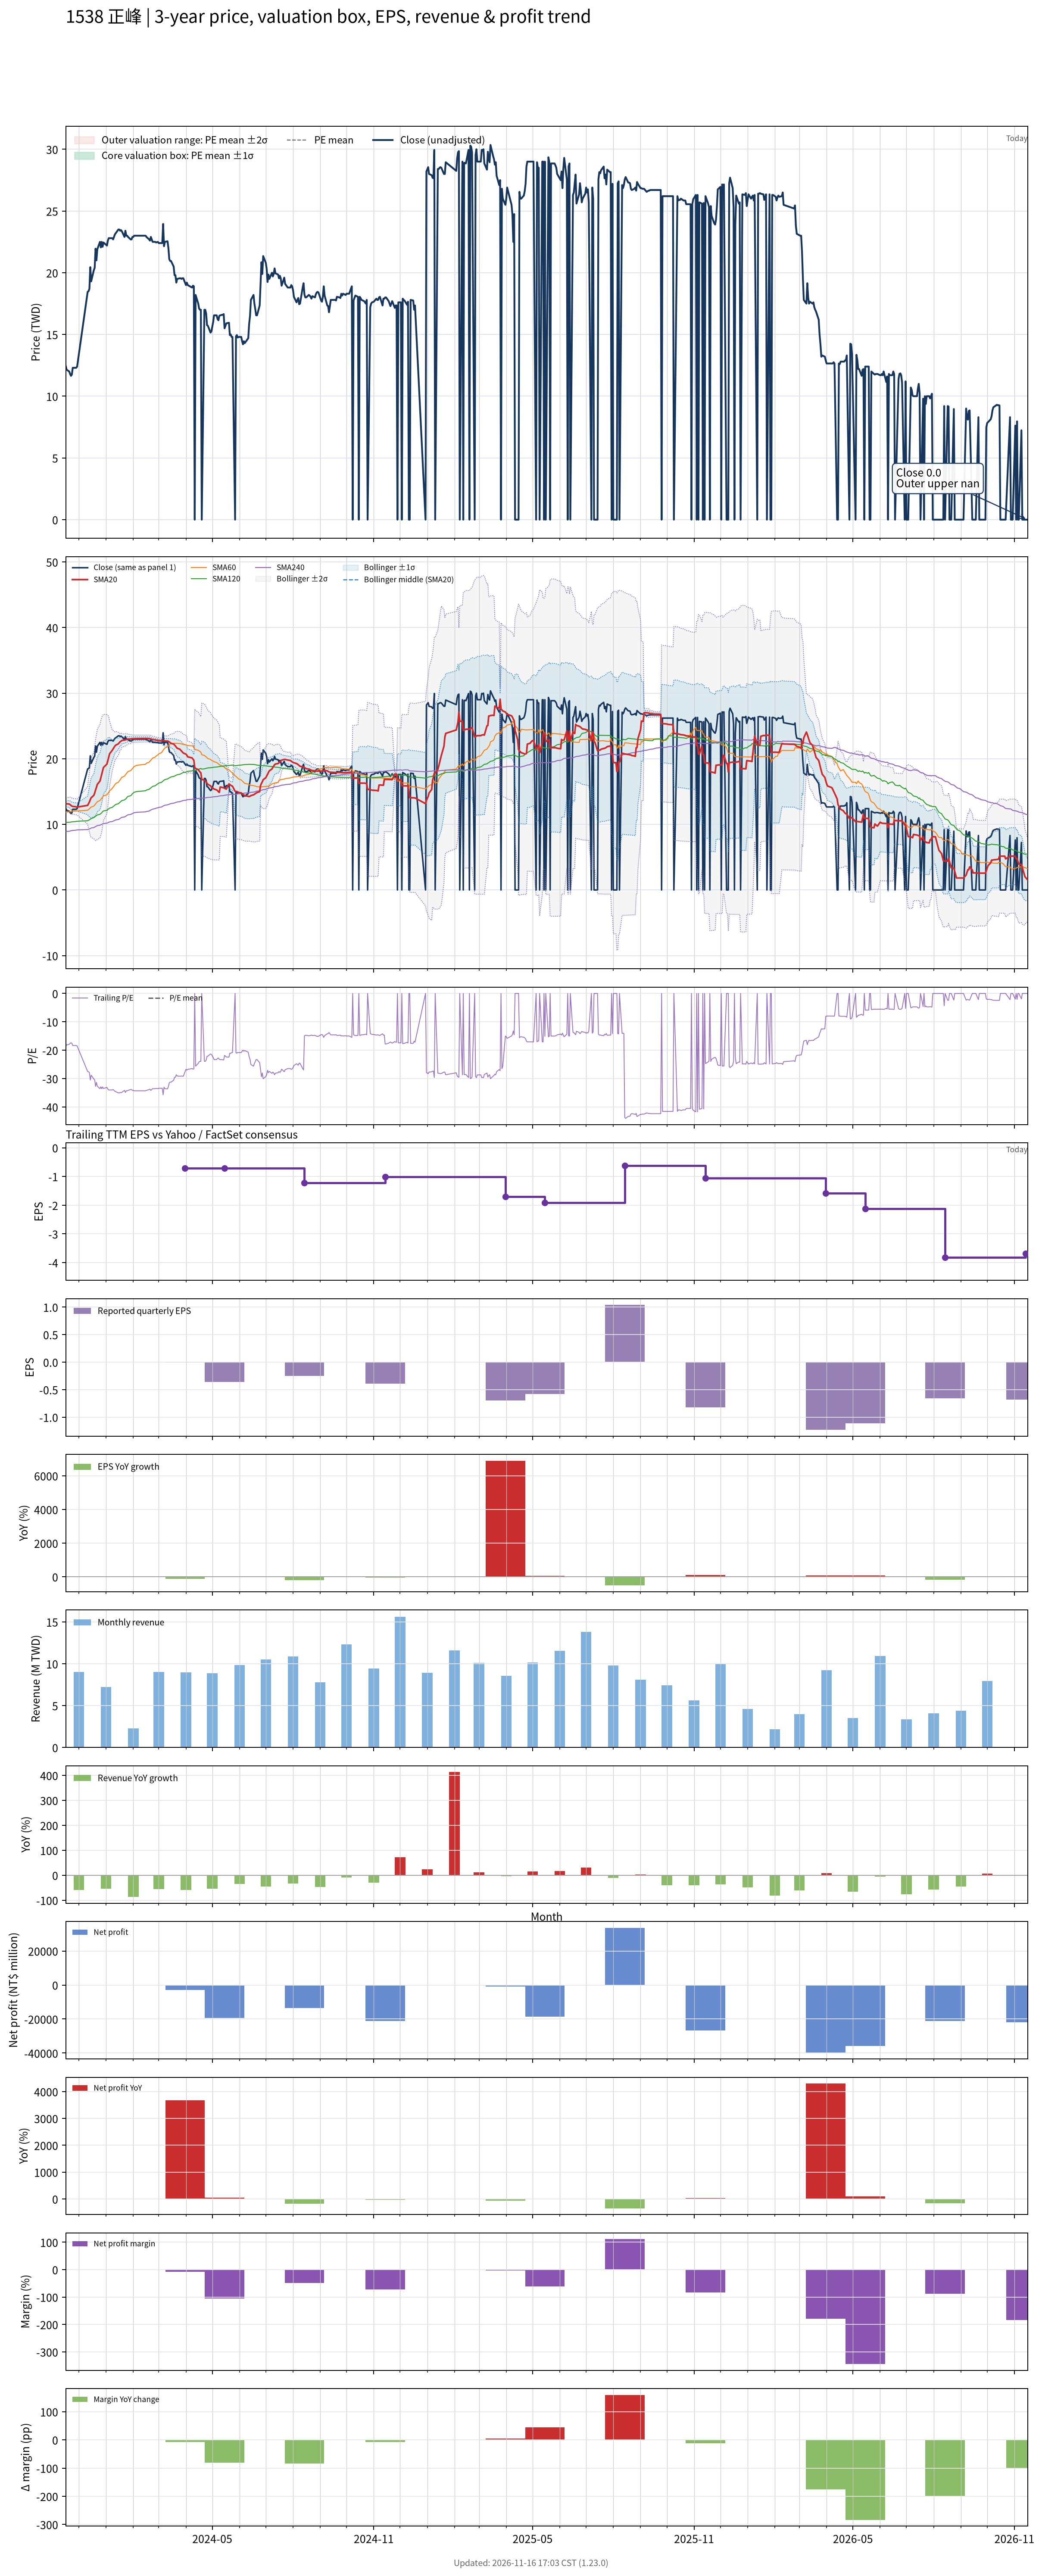 1538 正峰 | 3-year price, valuation box, EPS, revenue & profit trend
Outer valuation range: PE mean ±2σ
PE mean
Close (unadjusted)
Core valuation box: PE mean ±1σ
Today
30
25
20
15
10
5
0
Price (TWD)
Close 0.0
Outer upper nan
Close (same as panel 1)
SMA20
SMA60
SMA120
SMA240
Bollinger ±2σ
Bollinger ±1σ
Bollinger middle (SMA20)
50
40
30
20
10
0
-10
Price
Trailing P/E
P/E mean
0
-10
-20
-30
-40
P/E
Trailing TTM EPS vs Yahoo / FactSet consensus
Today
0
-1
-2
-3
-4
EPS
Reported quarterly EPS
1.0
0.5
0.0
-0.5
-1.0
EPS
EPS YoY growth
6000
4000
2000
0
YoY (%)
Monthly revenue
15
10
5
0
Revenue (M TWD)
Revenue YoY growth
400
300
200
100
0
-100
YoY (%)
Month
Net profit
20000
0
-20000
-40000
Net profit (NT$ million)
Net profit YoY
4000
3000
2000
1000
0
YoY (%)
Net profit margin
100
0
-100
-200
-300
Margin (%)
Margin YoY change
100
0
-100
-200
-300
Δ margin (pp)
2024-05
2024-11
2025-05
2025-11
2026-05
2026-11
Updated: 2026-11-16 17:03 CST (1.23.0)